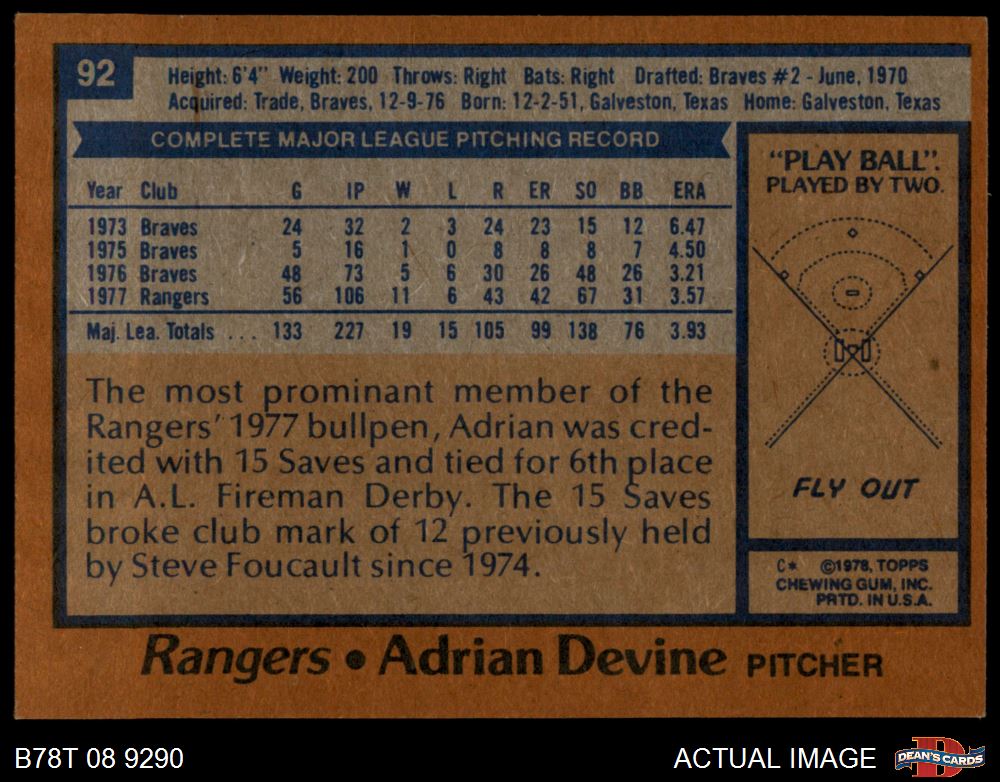 92
Height: 6'4" Weight: 200 Throws: Right Bats: Right Drafted: Braves #2 - June, 1970
Acquired: Trade, Braves, 12-9-76 Born: 12-2-51, Galveston, Texas Home: Galveston, Texas
COMPLETE MAJOR LEAGUE PITCHING RECORD
Year Club G IP W L R ER SO BB ERA
1973 Braves 24 32 2 3 24 23 15 12 6.47
1975 Braves 5 16 1 0 8 8 8 7 4.50
1976 Braves 48 73 5 6 30 26 48 26 3.21
1977 Rangers 56 106 11 6 43 42 67 31 3.57
Maj. Lea. Totals . . . 133 227 19 15 105 99 138 76 3.93
The most prominant member of the
Rangers' 1977 bullpen, Adrian was cred-
ited with 15 Saves and tied for 6th place
in A.L. Fireman Derby. The 15 Saves
broke club mark of 12 previously held
by Steve Foucault since 1974.
"PLAY BALL".
PLAYED BY TWO.
FLY OUT
C* ©1978, TOPPS
CHEWING GUM, INC.
PRTD. IN U.S.A.
Rangers • Adrian Devine PITCHER
B78T 08 9290
ACTUAL IMAGE
D
DEAN'S CARDS